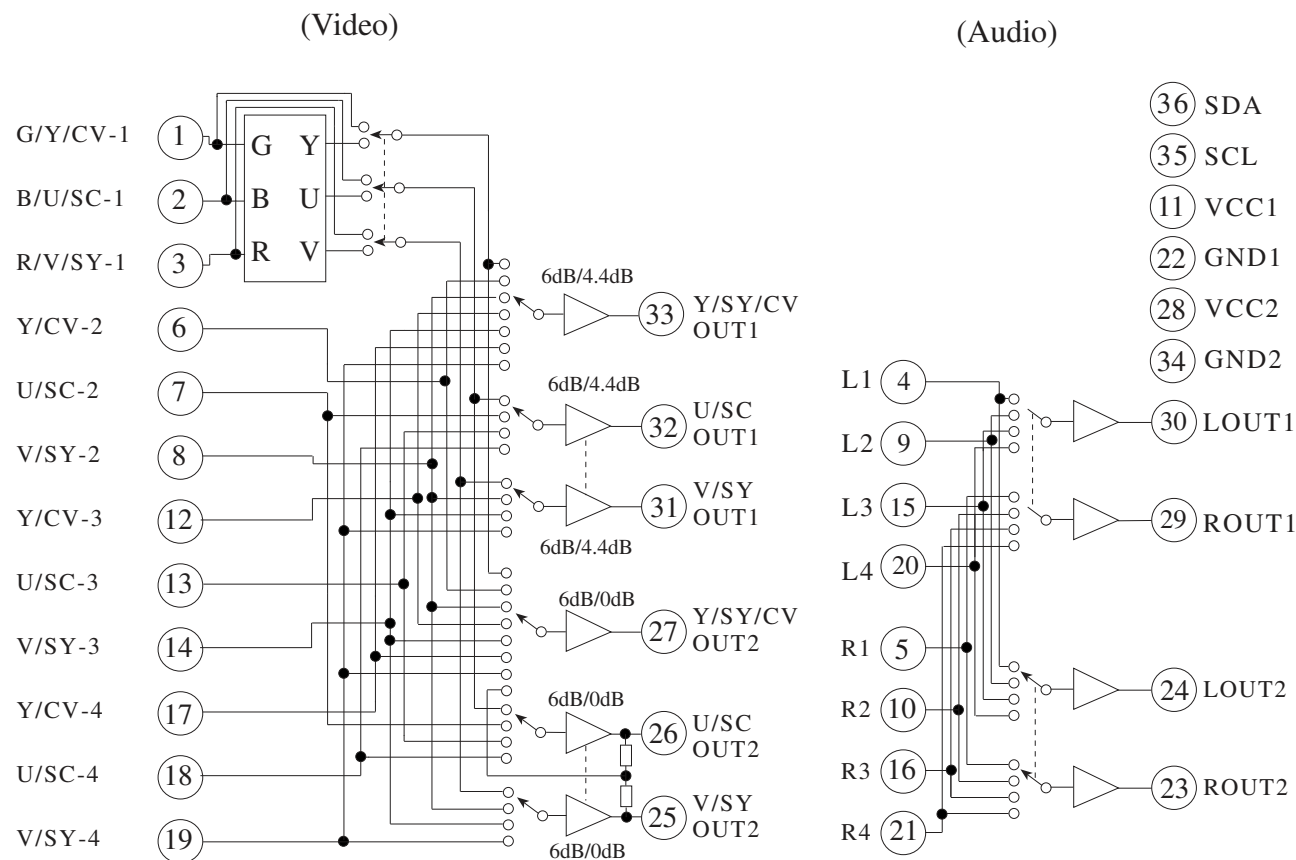 (Video)
(Audio)
G/Y/CV-1 1
B/U/SC-1 2
R/V/SY-1 3
G Y
B U
R V
Y/CV-2 6
U/SC-2 7
V/SY-2 8
Y/CV-3 12
U/SC-3 13
V/SY-3 14
Y/CV-4 17
U/SC-4 18
V/SY-4 19
6dB/4.4dB
33 Y/SY/CV
OUT1
6dB/4.4dB
32 U/SC
OUT1
31 V/SY
OUT1
6dB/4.4dB
6dB/0dB
27 Y/SY/CV
OUT2
6dB/0dB
26 U/SC
OUT2
25 V/SY
OUT2
6dB/0dB
36 SDA
35 SCL
11 VCC1
22 GND1
28 VCC2
34 GND2
L1 4
L2 9
L3 15
L4 20
R1 5
R2 10
R3 16
R4 21
30 LOUT1
29 ROUT1
24 LOUT2
23 ROUT2